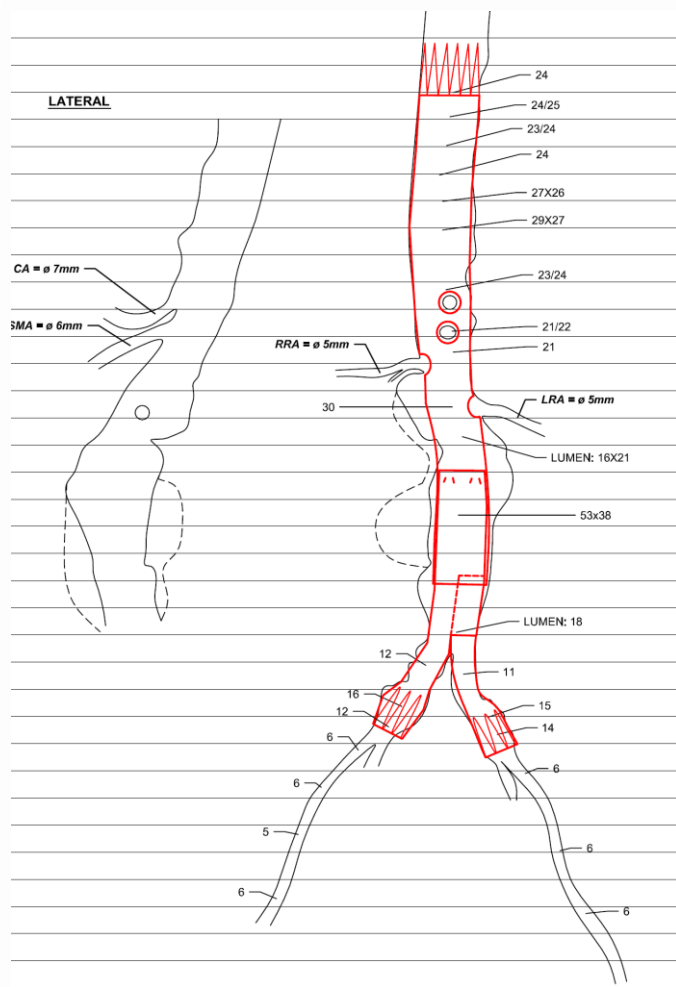 24
LATERAL
24/25
23/24
24
27X26
29X27
CA = ø 7mm
23/24
SMA = ø 6mm
21/22
RRA = ø 5mm
21
LRA = ø 5mm
30
LUMEN: 16X21
53x38
LUMEN: 18
12
11
16
15
12
14
6
6
6
5
6
6
6